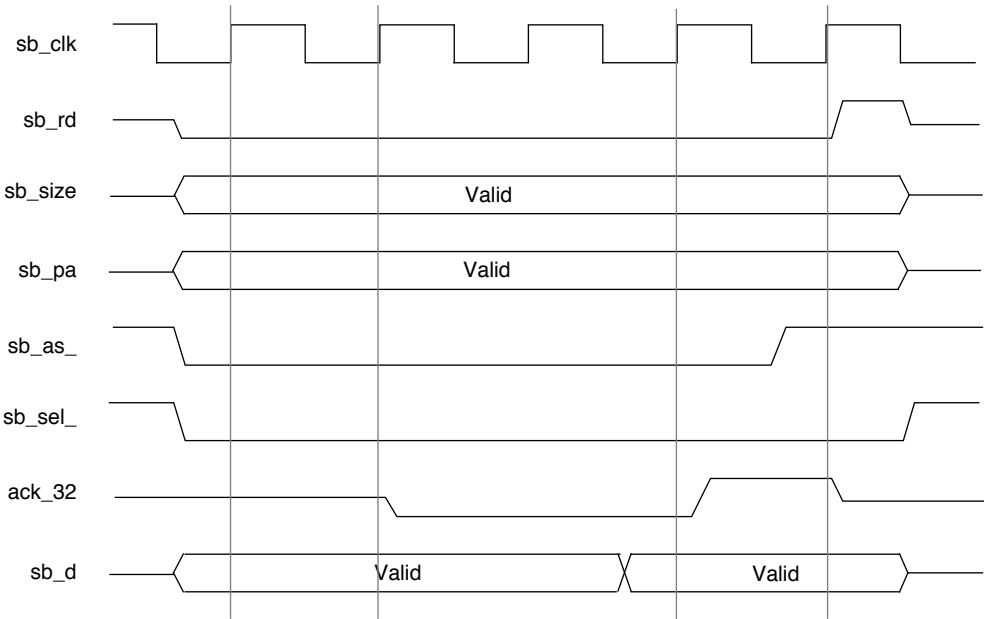 sb_clk
sb_rd
sb_size Valid
sb_pa Valid
sb_as_
sb_sel_
ack_32
sb_d Valid Valid